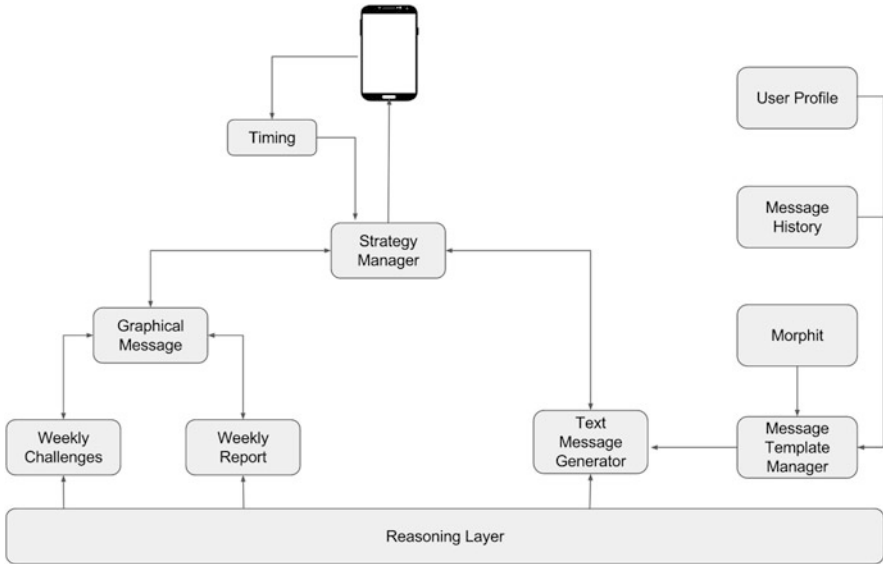 Timing
User Profile
Message
History
Strategy
Manager
Graphical
Message
Morphit
Weekly
Challenges
Weekly
Report
Text
Message
Generator
Message
Template
Manager
Reasoning Layer